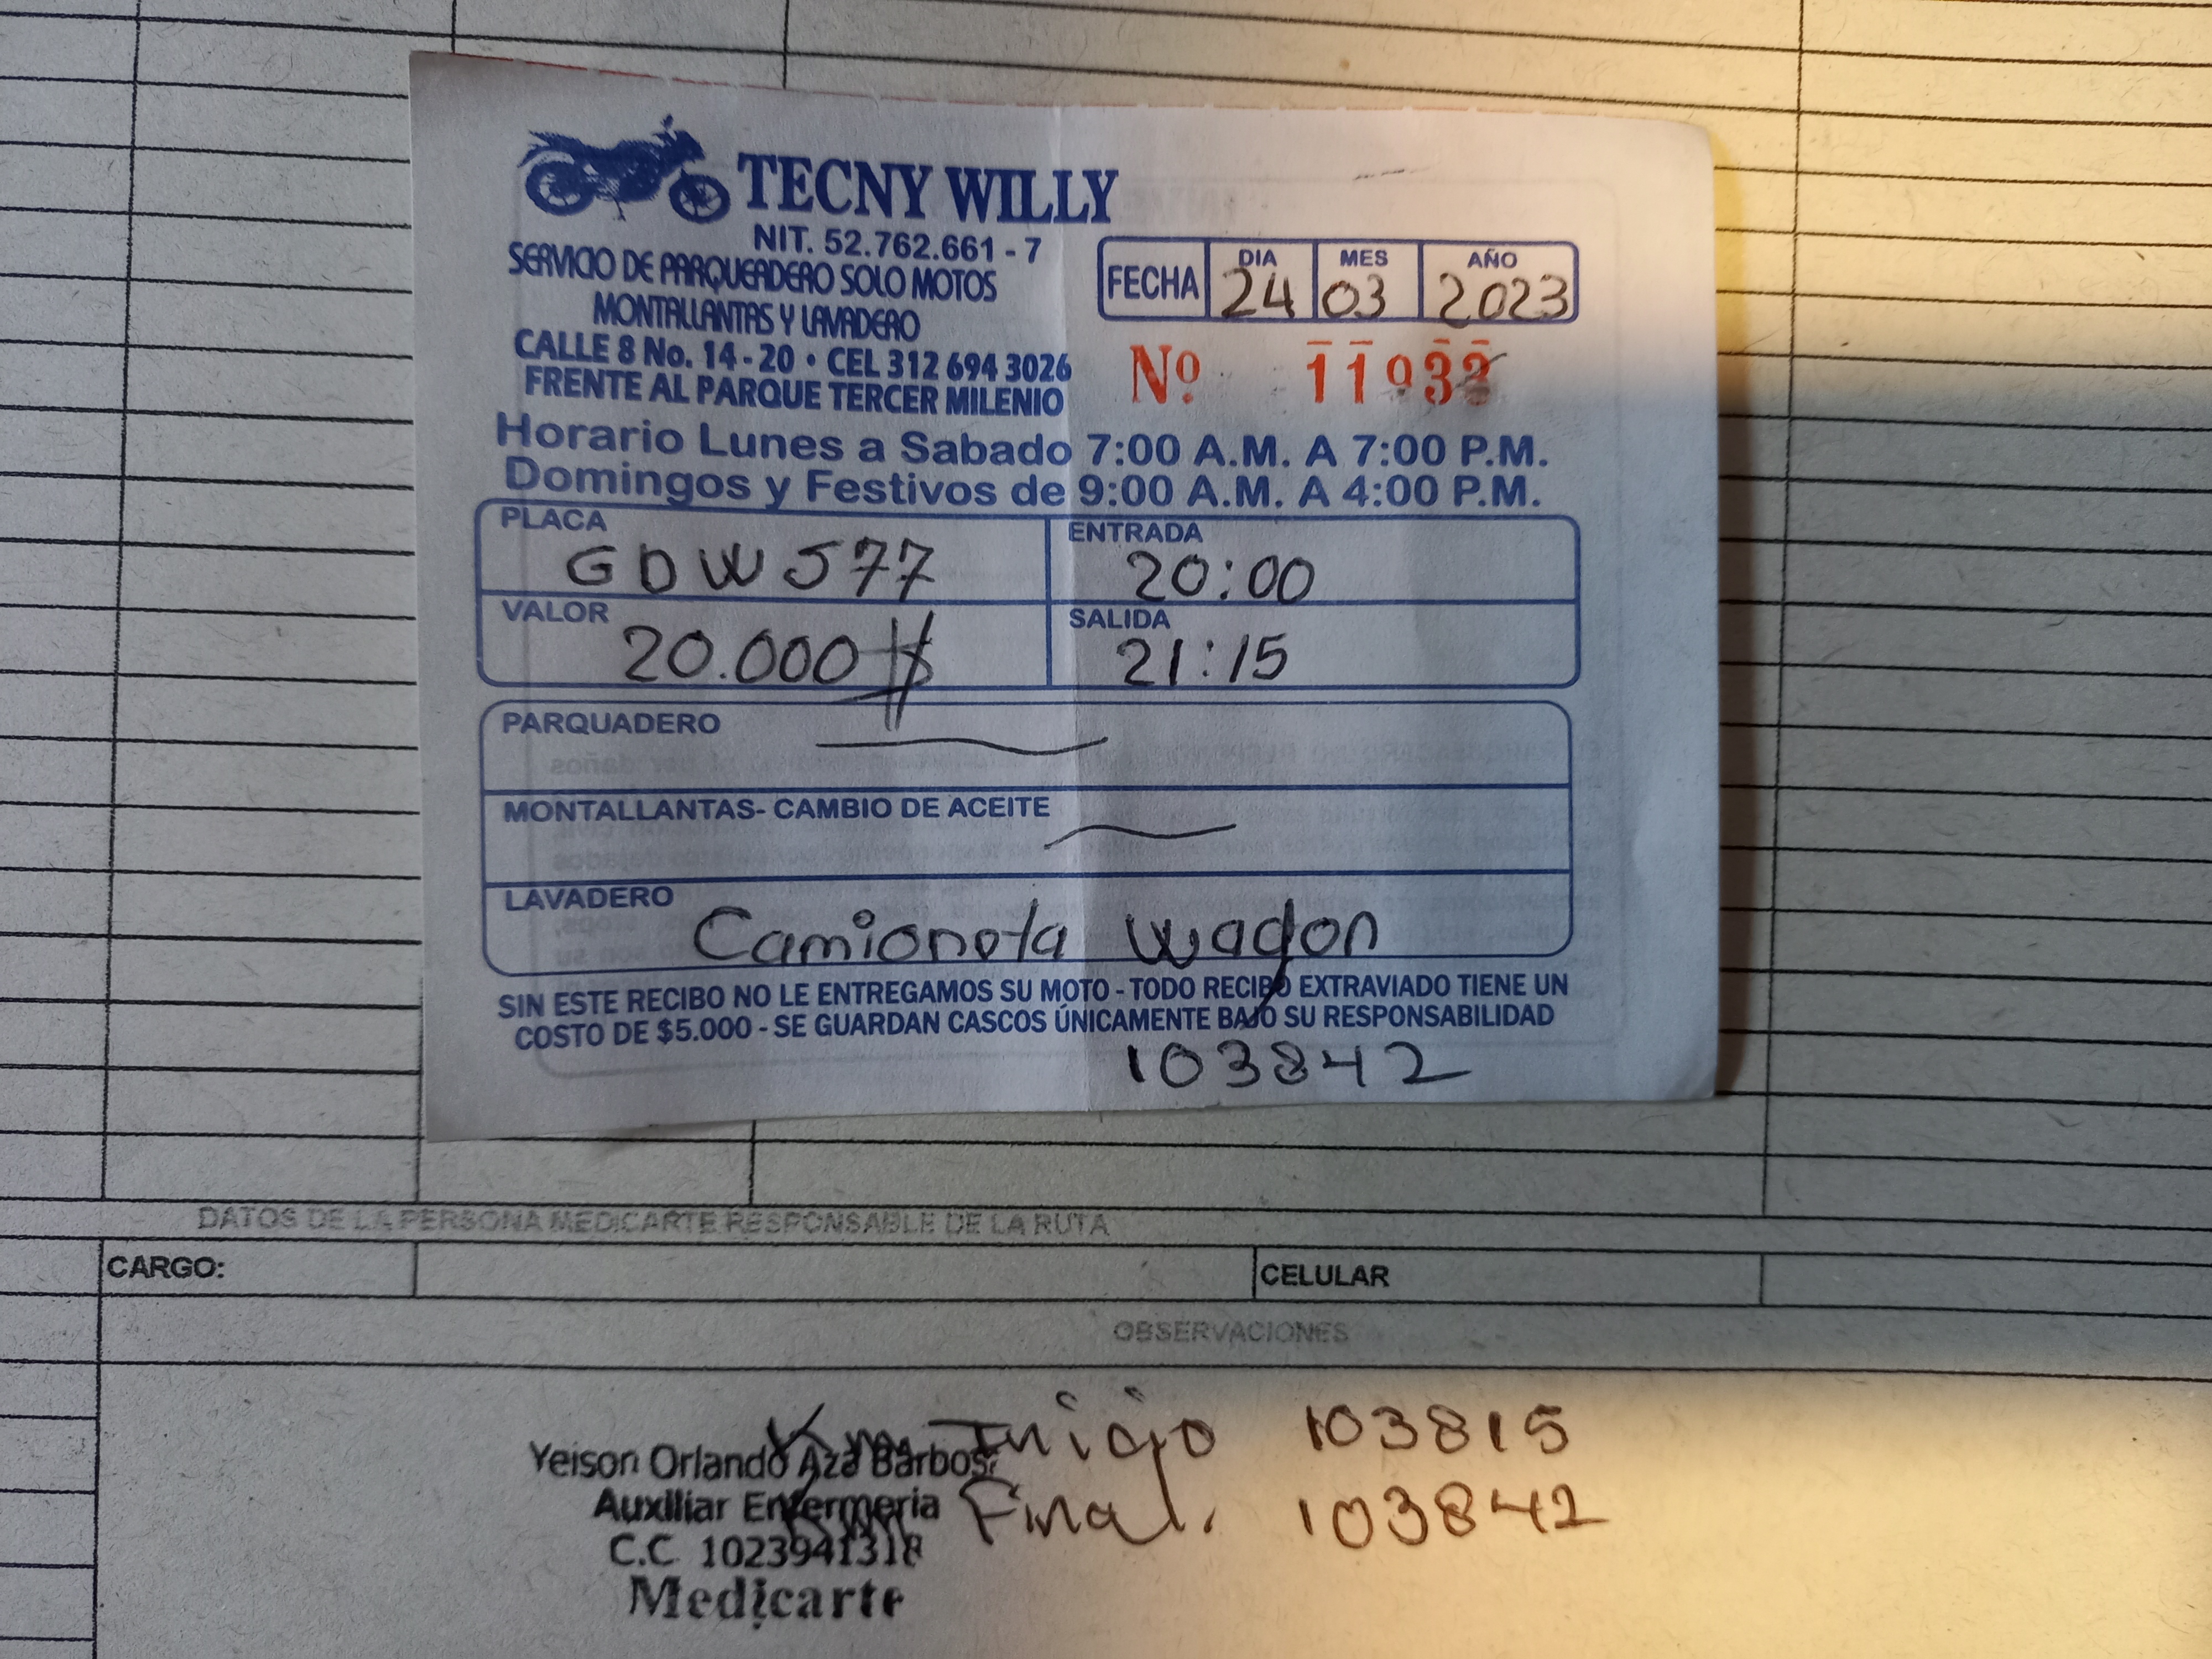 TECNY WILLY
NIT. 52.762.661 - 7
SERVICIO DE PARQUEADERO SOLO MOTOS
MONTALLANTAS Y LAVADERO
CALLE 8 No. 14 - 20 • CEL 312 694 3026
FRENTE AL PARQUE TERCER MILENIO
FECHA DIA 24 MES 03 AÑO 2023
Nº
Horario Lunes a Sabado 7:00 A.M. A 7:00 P.M.
Domingos y Festivos de 9:00 A.M. A 4:00 P.M.
PLACA GDWJ77 ENTRADA 20:00
VALOR 20.000 $ SALIDA 21:15
PARQUADERO
MONTALLANTAS- CAMBIO DE ACEITE
LAVADERO Camioneta wagon
SIN ESTE RECIBO NO LE ENTREGAMOS SU MOTO - TODO RECIBO EXTRAVIADO TIENE UN
COSTO DE $5.000 - SE GUARDAN CASCOS ÚNICAMENTE BAJO SU RESPONSABILIDAD
103842
DATOS DE LA PERSONA MEDICARTE RESPONSABLE DE LA RUTA
CARGO: CELULAR
OBSERVACIONES
Km Inicio 103815
Km Final. 103842
Yeison Orlando Aza Barbosa
Auxiliar Enfermeria
C.C. 1023941318
Medicarte